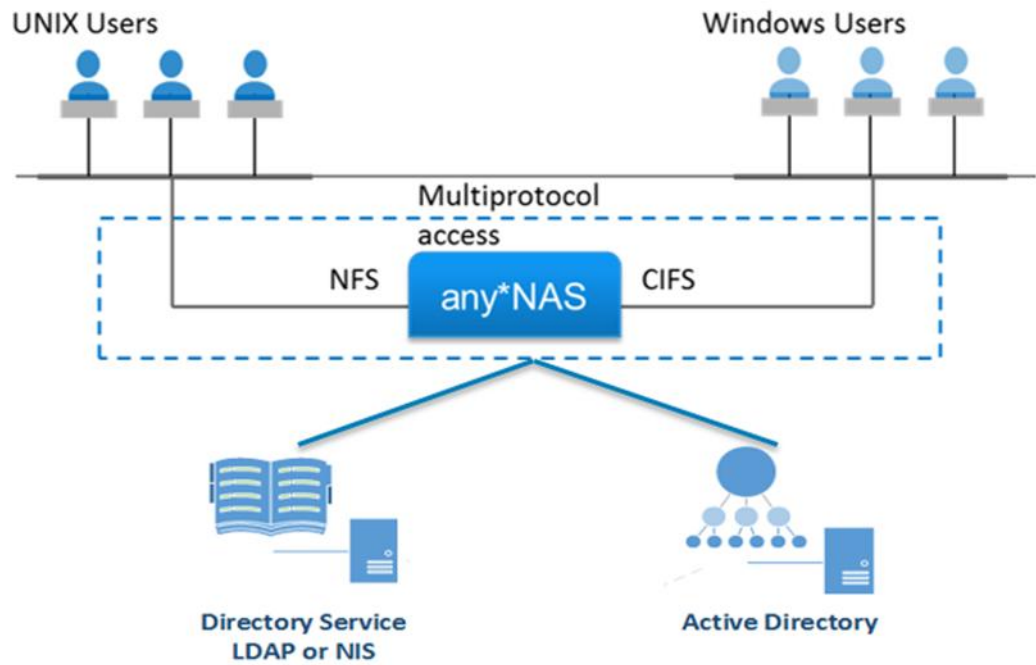 UNIX Users
Windows Users
Multiprotocol
access
NFS
any*NAS
CIFS
Directory Service
LDAP or NIS
Active Directory